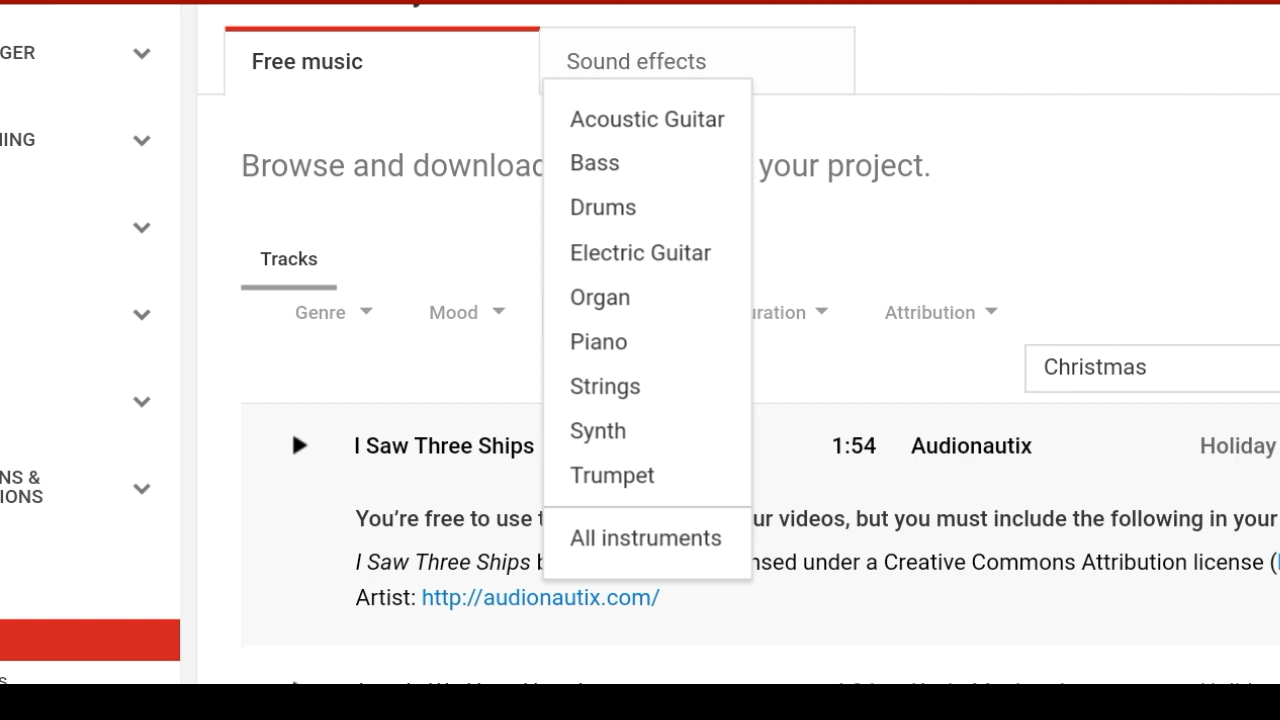 GER
Free music
Sound effects
Acoustic Guitar
NING
Bass
Browse and download
your project.
Drums
Electric Guitar
Tracks
Organ
Genre
Mood
uration
Attribution
Piano
Christmas
Strings
Synth
I Saw Three Ships
1:54
Audionautix
Holiday
Trumpet
NS &
IONS
You’re free to use t
ur videos, but you must include the following in your
All instruments
I Saw Three Ships b
nsed under a Creative Commons Attribution license (
Artist: http://audionautix.com/